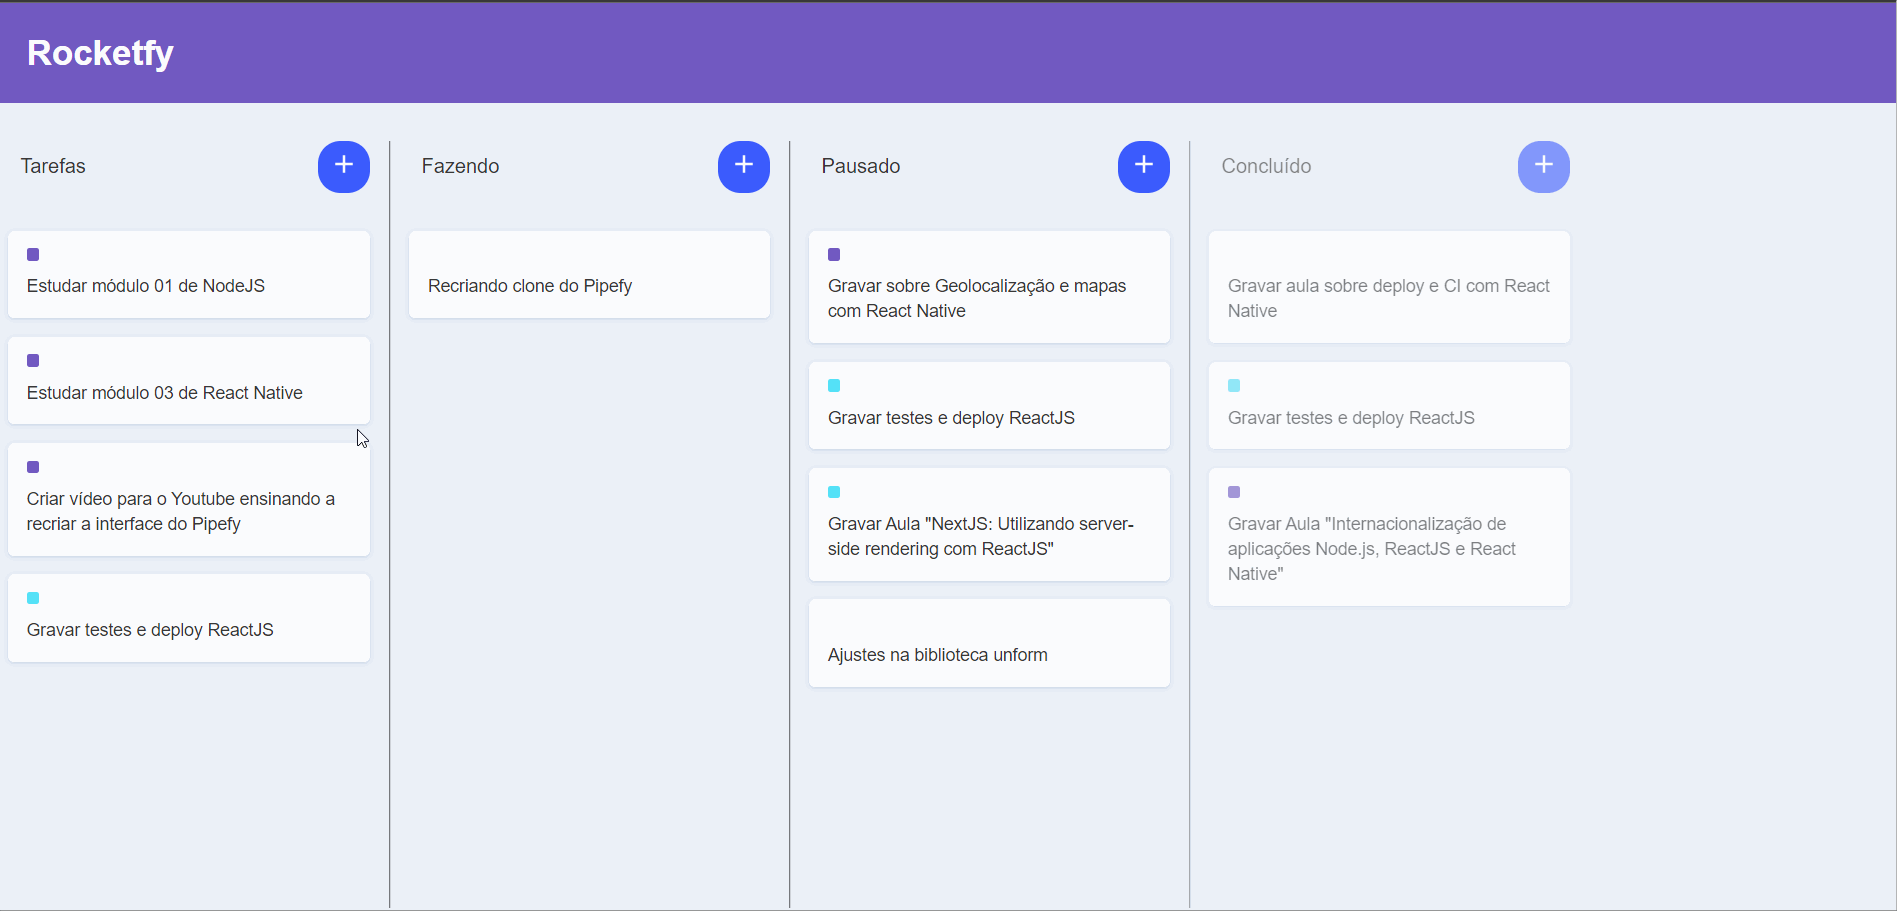 Rocketfy
Tarefas
Estudar módulo 01 de NodeJS
Estudar módulo 03 de React Native
Criar vídeo para o Youtube ensinando a
recriar a interface do Pipefy
Gravar testes e deploy ReactJS
Fazendo
Recriando clone do Pipefy
Pausado
Gravar sobre Geolocalização e mapas
com React Native
Gravar testes e deploy ReactJS
Gravar Aula "NextJS: Utilizando server-
side rendering com ReactJS"
Ajustes na biblioteca unform
Concluído
Gravar aula sobre deploy e CI com React
Native
Gravar testes e deploy ReactJS
Gravar Aula "Internacionalização de
aplicações Node.js, ReactJS e React
Native"